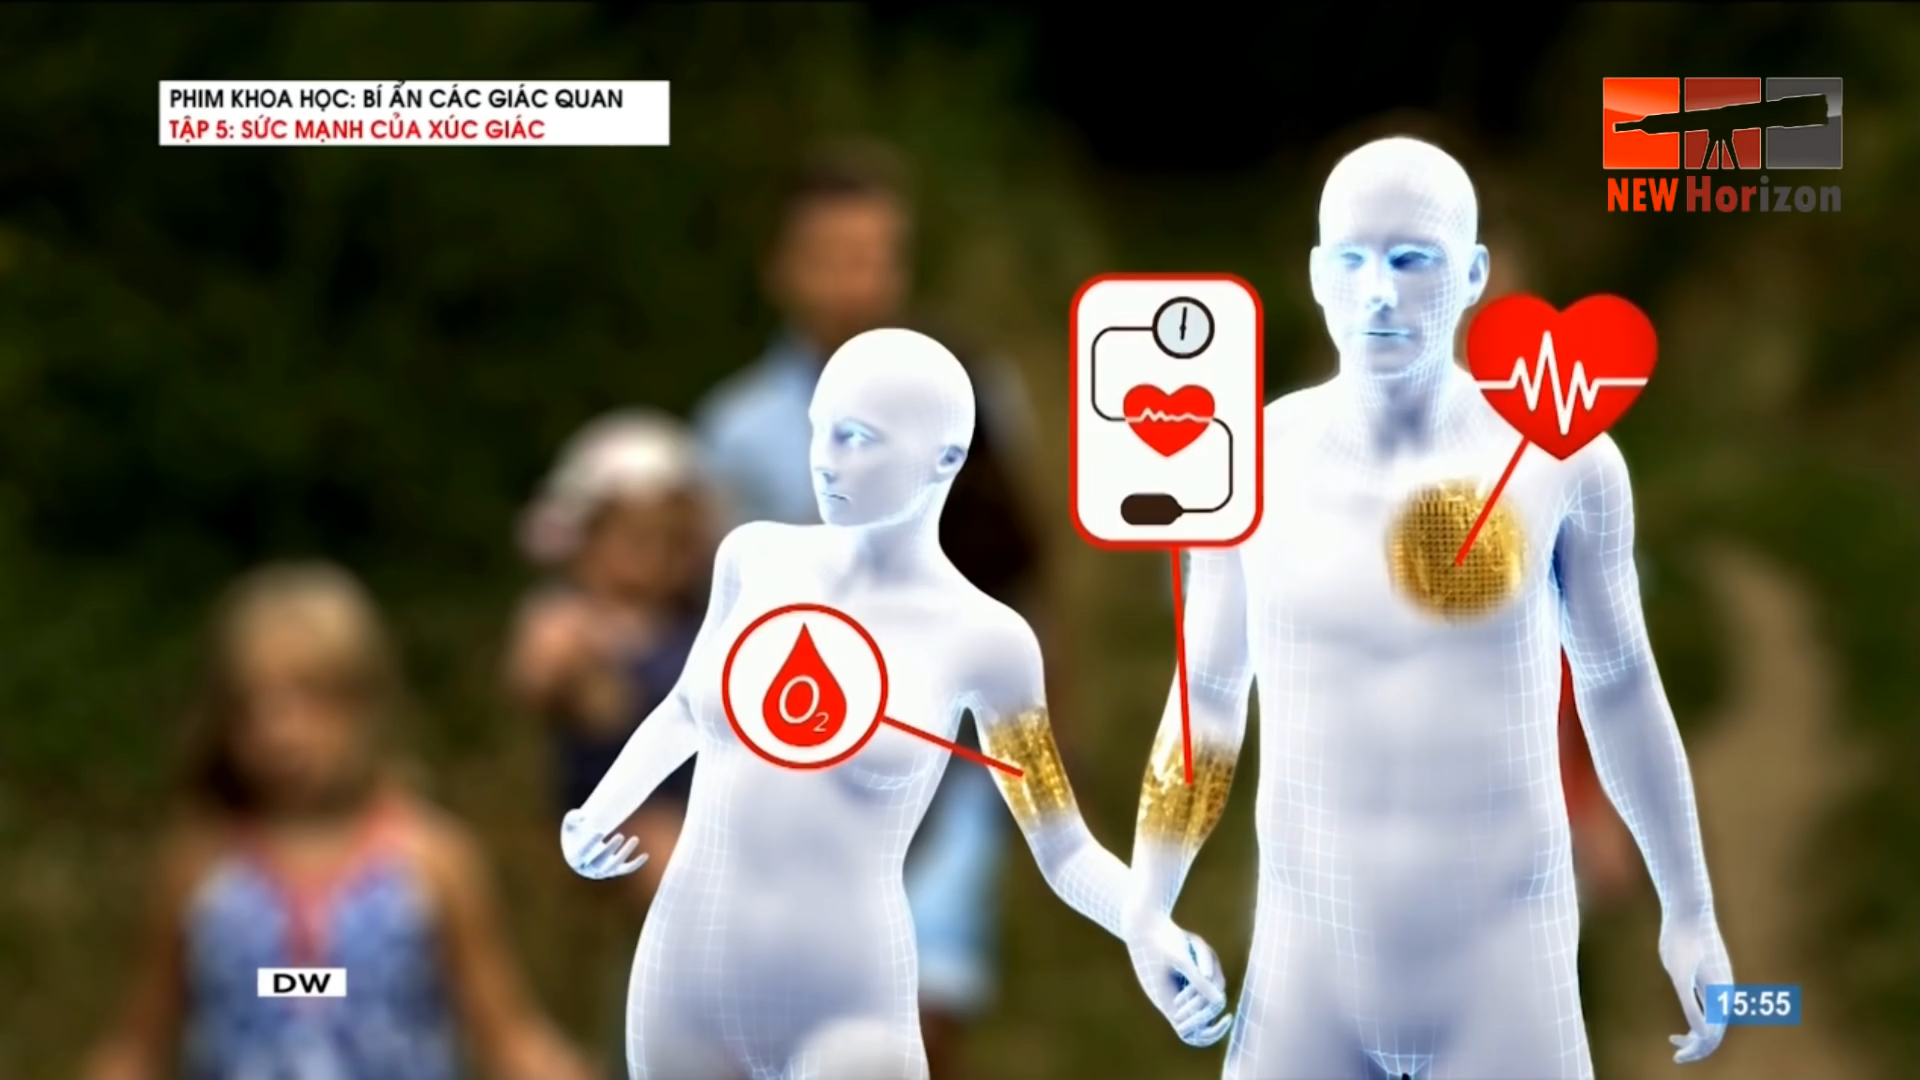 PHIM KHOA HỌC: BÍ ẨN CÁC GIÁC QUAN
TẬP 5: SỨC MẠNH CỦA XÚC GIÁC
NEW Horizon
O2
DW
15:55